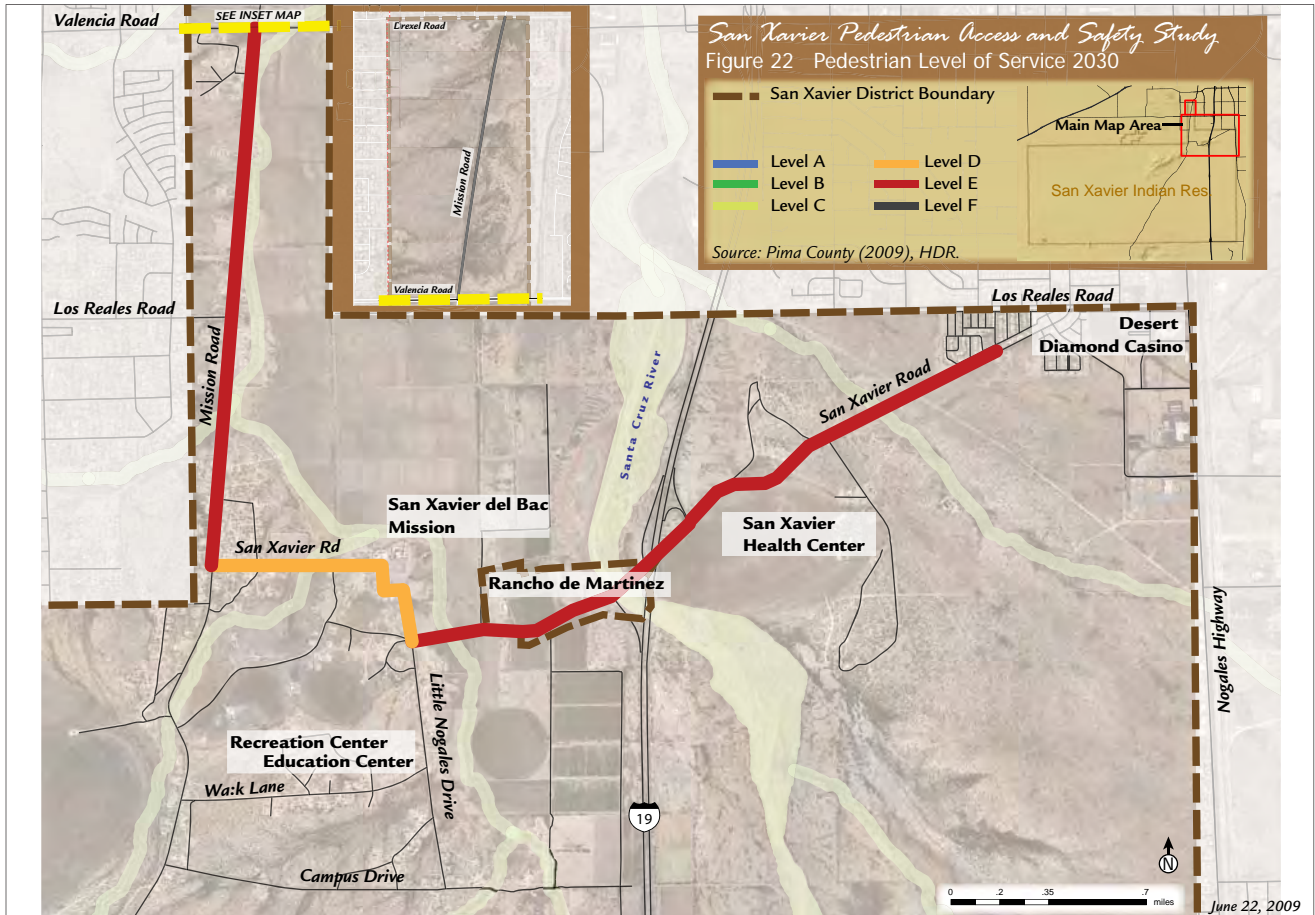 Valencia Road
SEE INSET MAP
Drexel Road
Mission Road
Valencia Road
San Xavier Pedestrian Access and Safety Study
Figure 22 Pedestrian Level of Service 2030
San Xavier District Boundary
Level A
Level B
Level C
Level D
Level E
Level F
Main Map Area
San Xavier Indian Res.
Source: Pima County (2009), HDR.
Los Reales Road
Mission Road
Los Reales Road
Desert
Diamond Casino
San Xavier Road
Santa Cruz River
San Xavier del Bac
Mission
San Xavier Rd
San Xavier
Health Center
Rancho de Martinez
Nogales Highway
Little Nogales Drive
Recreation Center
Education Center
Wa:k Lane
19
Campus Drive
N
0 .2 .35 .7
miles
June 22, 2009